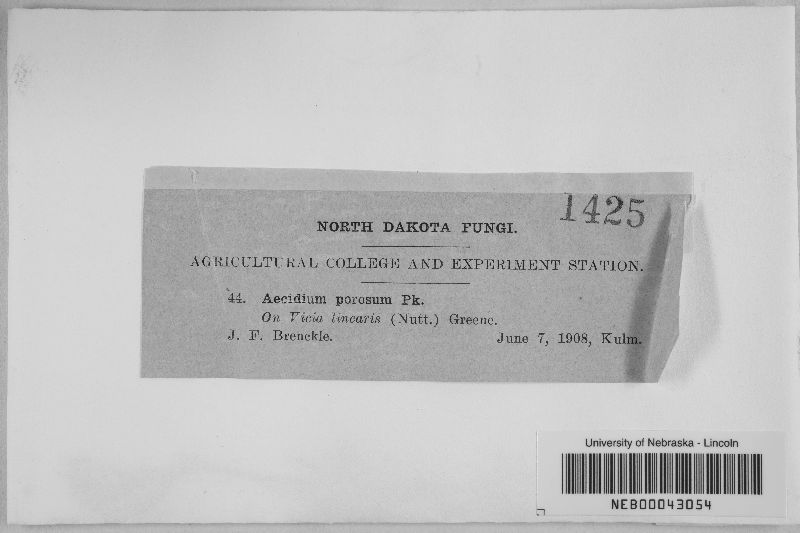 1425
NORTH DAKOTA FUNGI.
AGRICULTURAL COLLEGE AND EXPERIMENT STATION.
44. Aecidium porosum Pk.
On Vicia linearis (Nutt.) Greene.
J. F. Brenckle. June 7, 1908, Kulm.
University of Nebraska - Lincoln
NEB00043054